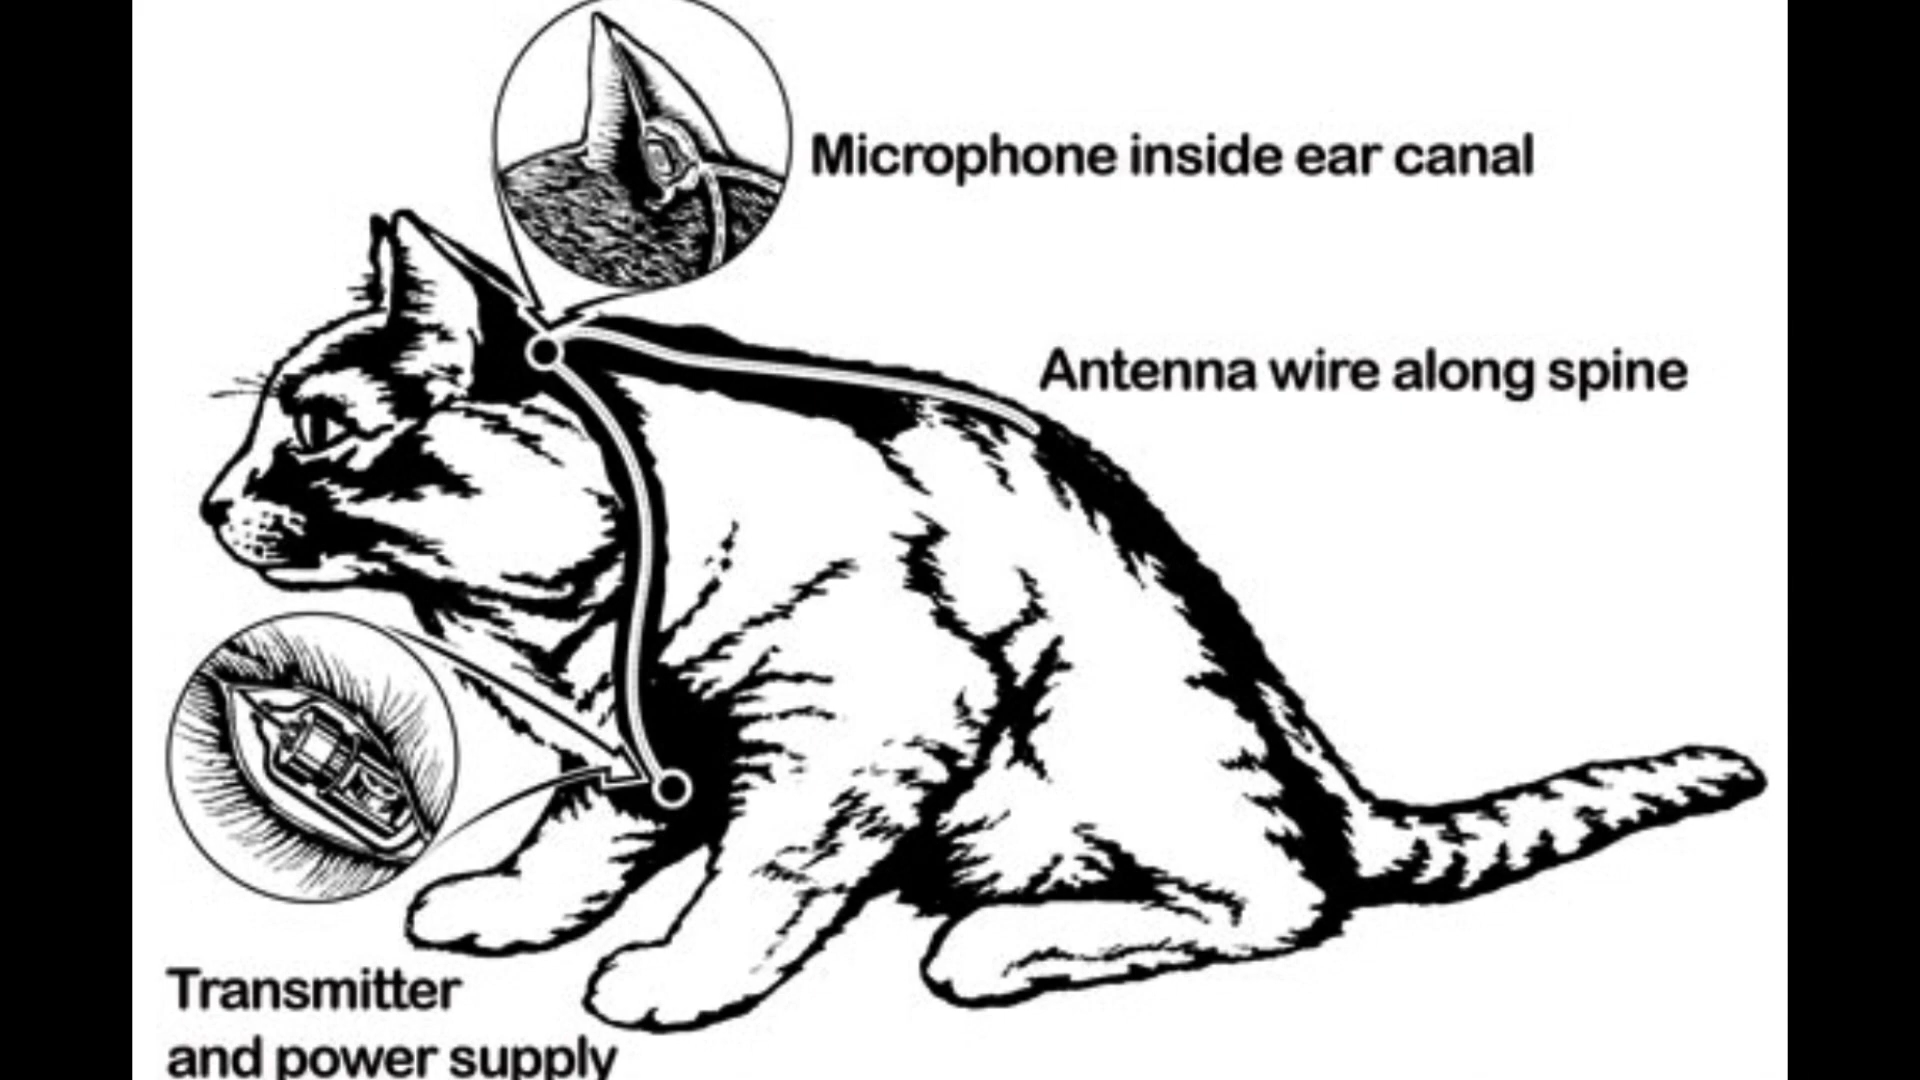 Microphone inside ear canal
Antenna wire along spine
Transmitter
and power supply